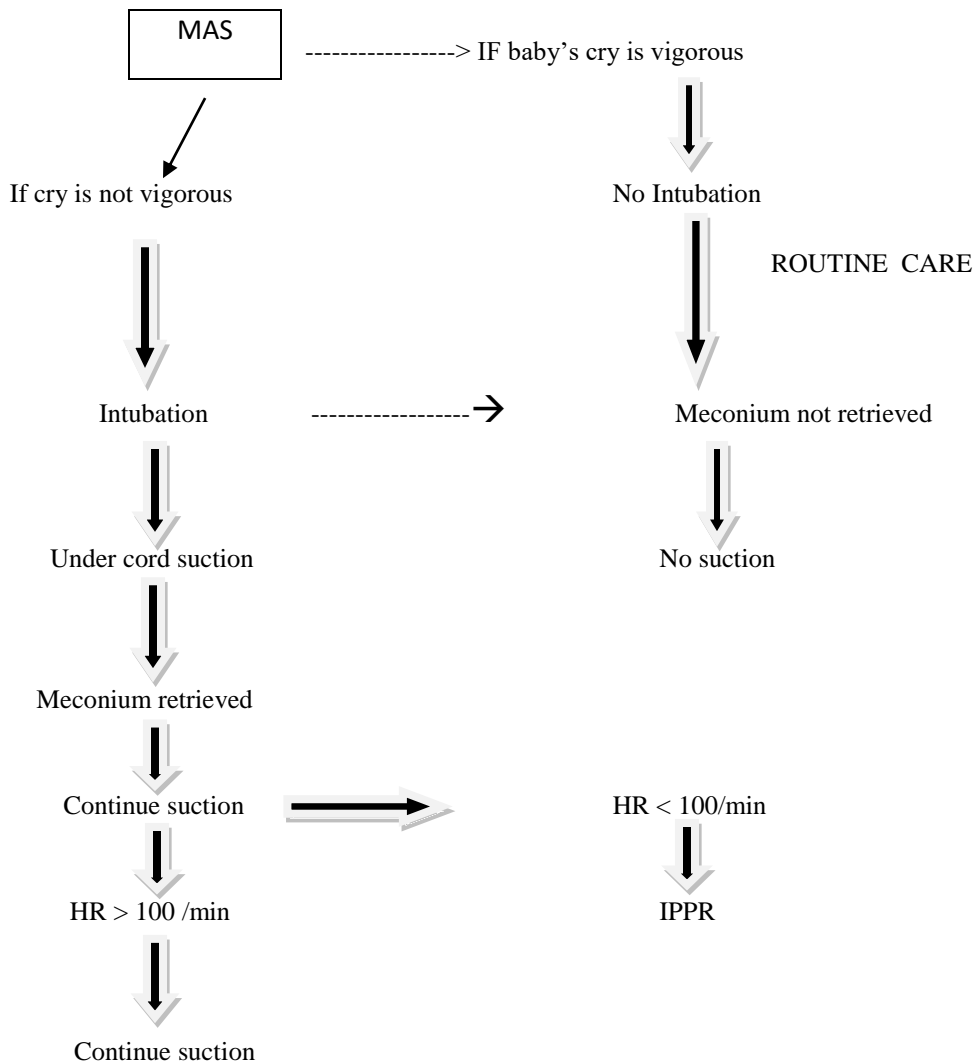 MAS
--------------------> IF baby’s cry is vigorous
If cry is not vigorous
No Intubation
ROUTINE CARE
Intubation
--------------------- →
Meconium not retrieved
Under cord suction
No suction
Meconium retrieved
Continue suction
HR < 100/min
HR > 100 /min
IPPR
Continue suction